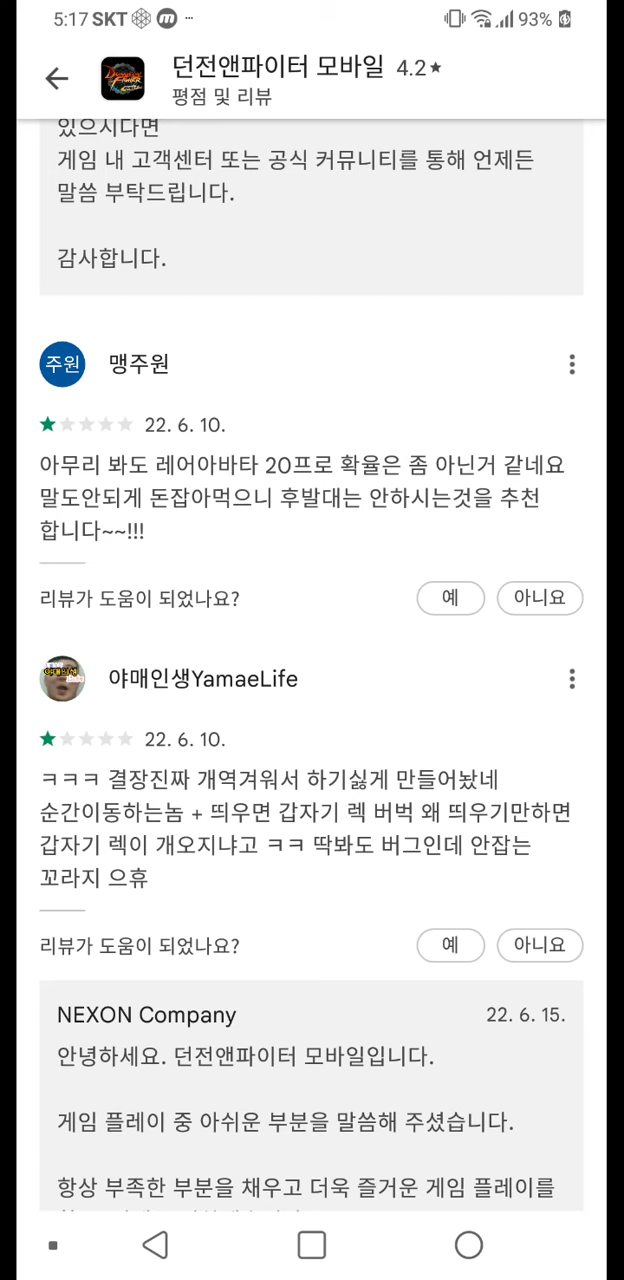 5:17 SKT m ···
93%
던전앤파이터 모바일 4.2★
평점 및 리뷰
있으시다면
게임 내 고객센터 또는 공식 커뮤니티를 통해 언제든
말씀 부탁드립니다.
감사합니다.
주원 맹주원
22. 6. 10.
아무리 봐도 레어아바타 20프로 확율은 좀 아닌거 같네요
말도안되게 돈잡아먹으니 후발대는 안하시는것을 추천
합니다~~!!!
리뷰가 도움이 되었나요? 예 아니요
야매인생YamaeLife
22. 6. 10.
ㅋㅋㅋ 결장진짜 개역겨워서 하기싫게 만들어놨네
순간이동하는놈 + 띄우면 갑자기 렉 버벅 왜 띄우기만하면
갑자기 렉이 개오지냐고 ㅋㅋ 딱봐도 버그인데 안잡는
꼬라지 으휴
리뷰가 도움이 되었나요? 예 아니요
NEXON Company 22. 6. 15.
안녕하세요. 던전앤파이터 모바일입니다.
게임 플레이 중 아쉬운 부분을 말씀해 주셨습니다.
항상 부족한 부분을 채우고 더욱 즐거운 게임 플레이를